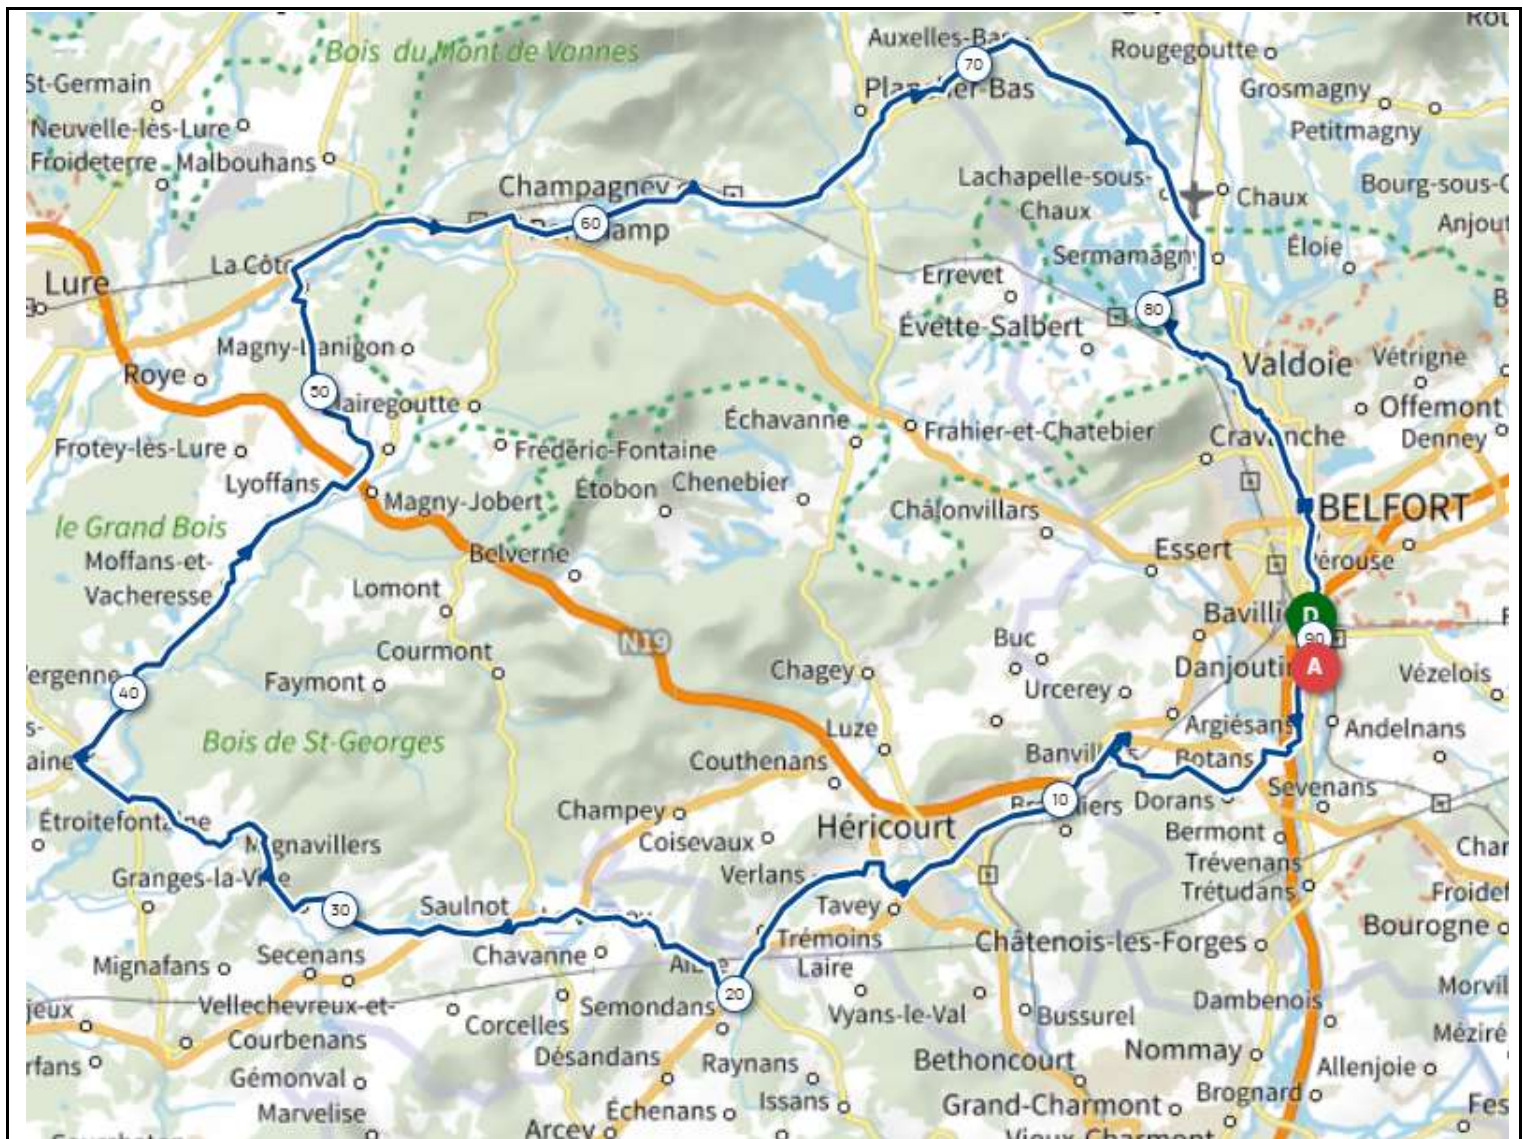 Bois du Mont de Vannes
Auxelles-Bas
Rougegoutte
St-Germain
70
Grosmagny
Neuvelle-lès-Lure
Petitmagny
Froideterre
Malbouhans
Champagney
Lachapelle-sous-
Chaux
Chaux
Anjout
60
La Côte
Sermamagny
Éloie
Lure
Errevet
80
Évette-Salbert
Magny-Danigon
Valdoie
Vétrigne
Roye
50
Offemont
Échavanne
Frahier-et-Chatebier
Cravanche
Denney
Frotey-lès-Lure
Frédéric-Fontaine
Lyoffans
Étobon
Chenebier
Magny-Jobert
Châlonvillars
BELFORT
le Grand Bois
Moffans-et-
Vacheresse
Belverne
Essert
Lomont
D
N19
Buc
90
Courmont
A
Faymont
Chagey
Urcerey
Danjoutin
Vézelois
40
Bois de St-Georges
Luze
Argiésans
Andelnans
Couthenans
Botans
10
Dorans
Sevenans
Champey
Héricourt
Coisevaux
Bermont
Trévenans
Trétudans
Verlans
Granges-la-Ville
30
Saulnot
Tavey
Bourogne
Secenans
Chavanne
Trémoins
Laire
Châtenois-les-Forges
Mignafans
20
Vellechevreux-et-
Courbenans
Corcelles
Semondans
Vyans-le-Val
Bussurel
Dambenois
Désandans
Raynans
Bethoncourt
Nommay
Allenjoie
Gémonval
Marvelise
Échenans
Issans
Grand-Charmont
Brognard
Arcey